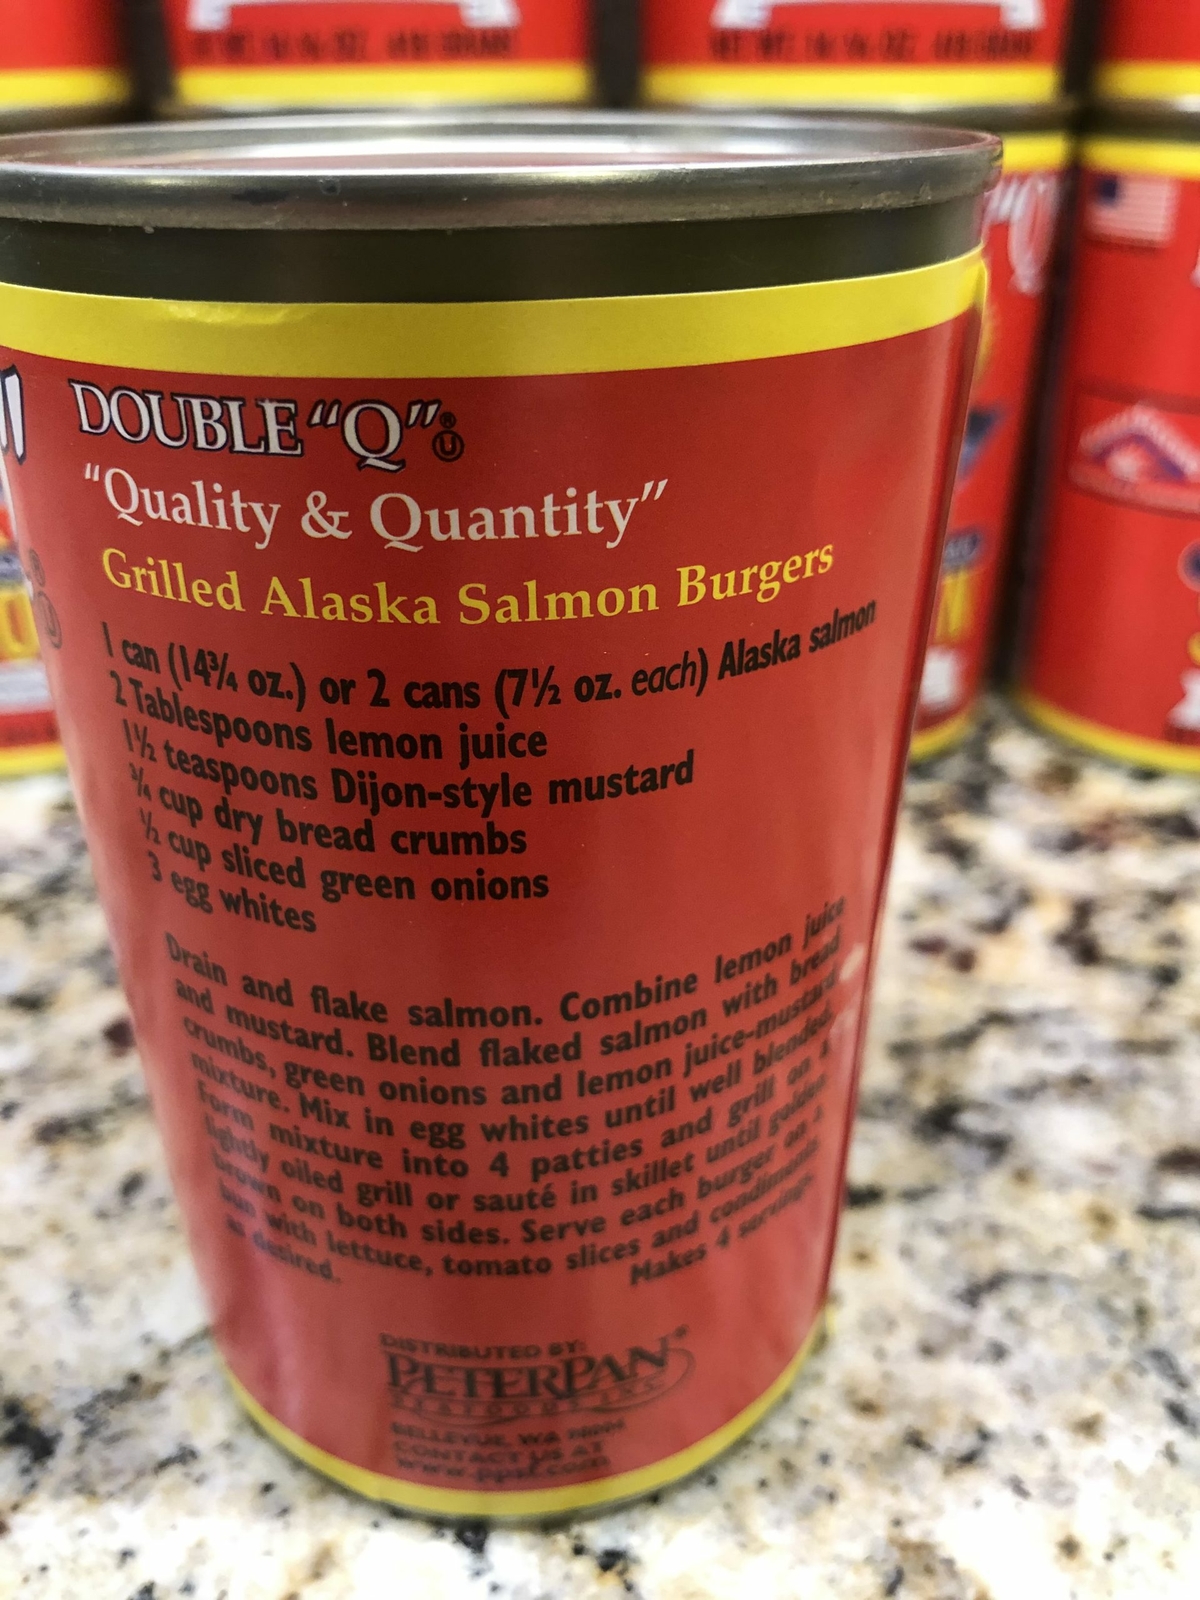 DOUBLE "Q"®
"Quality & Quantity"
Grilled Alaska Salmon Burgers
1 can (14¾ oz.) or 2 cans (7½ oz. each) Alaska salmon
2 Tablespoons lemon juice
1½ teaspoons Dijon-style mustard
¾ cup dry bread crumbs
½ cup sliced green onions
3 egg whites
Drain and flake salmon. Combine lemon juice
and mustard. Blend flaked salmon with bread
crumbs, green onions and lemon juice-mustard
mixture. Mix in egg whites until well blended.
Form mixture into 4 patties and grill on a
lightly oiled grill or sauté in skillet until golden
brown on both sides. Serve each burger on a
bun with lettuce, tomato slices and condiments
as desired. Makes 4 servings
DISTRIBUTED BY:
PETERPAN®
SEAFOODS, INC.
BELLEVUE, WA
CONTACT US AT
www.ppsf.com